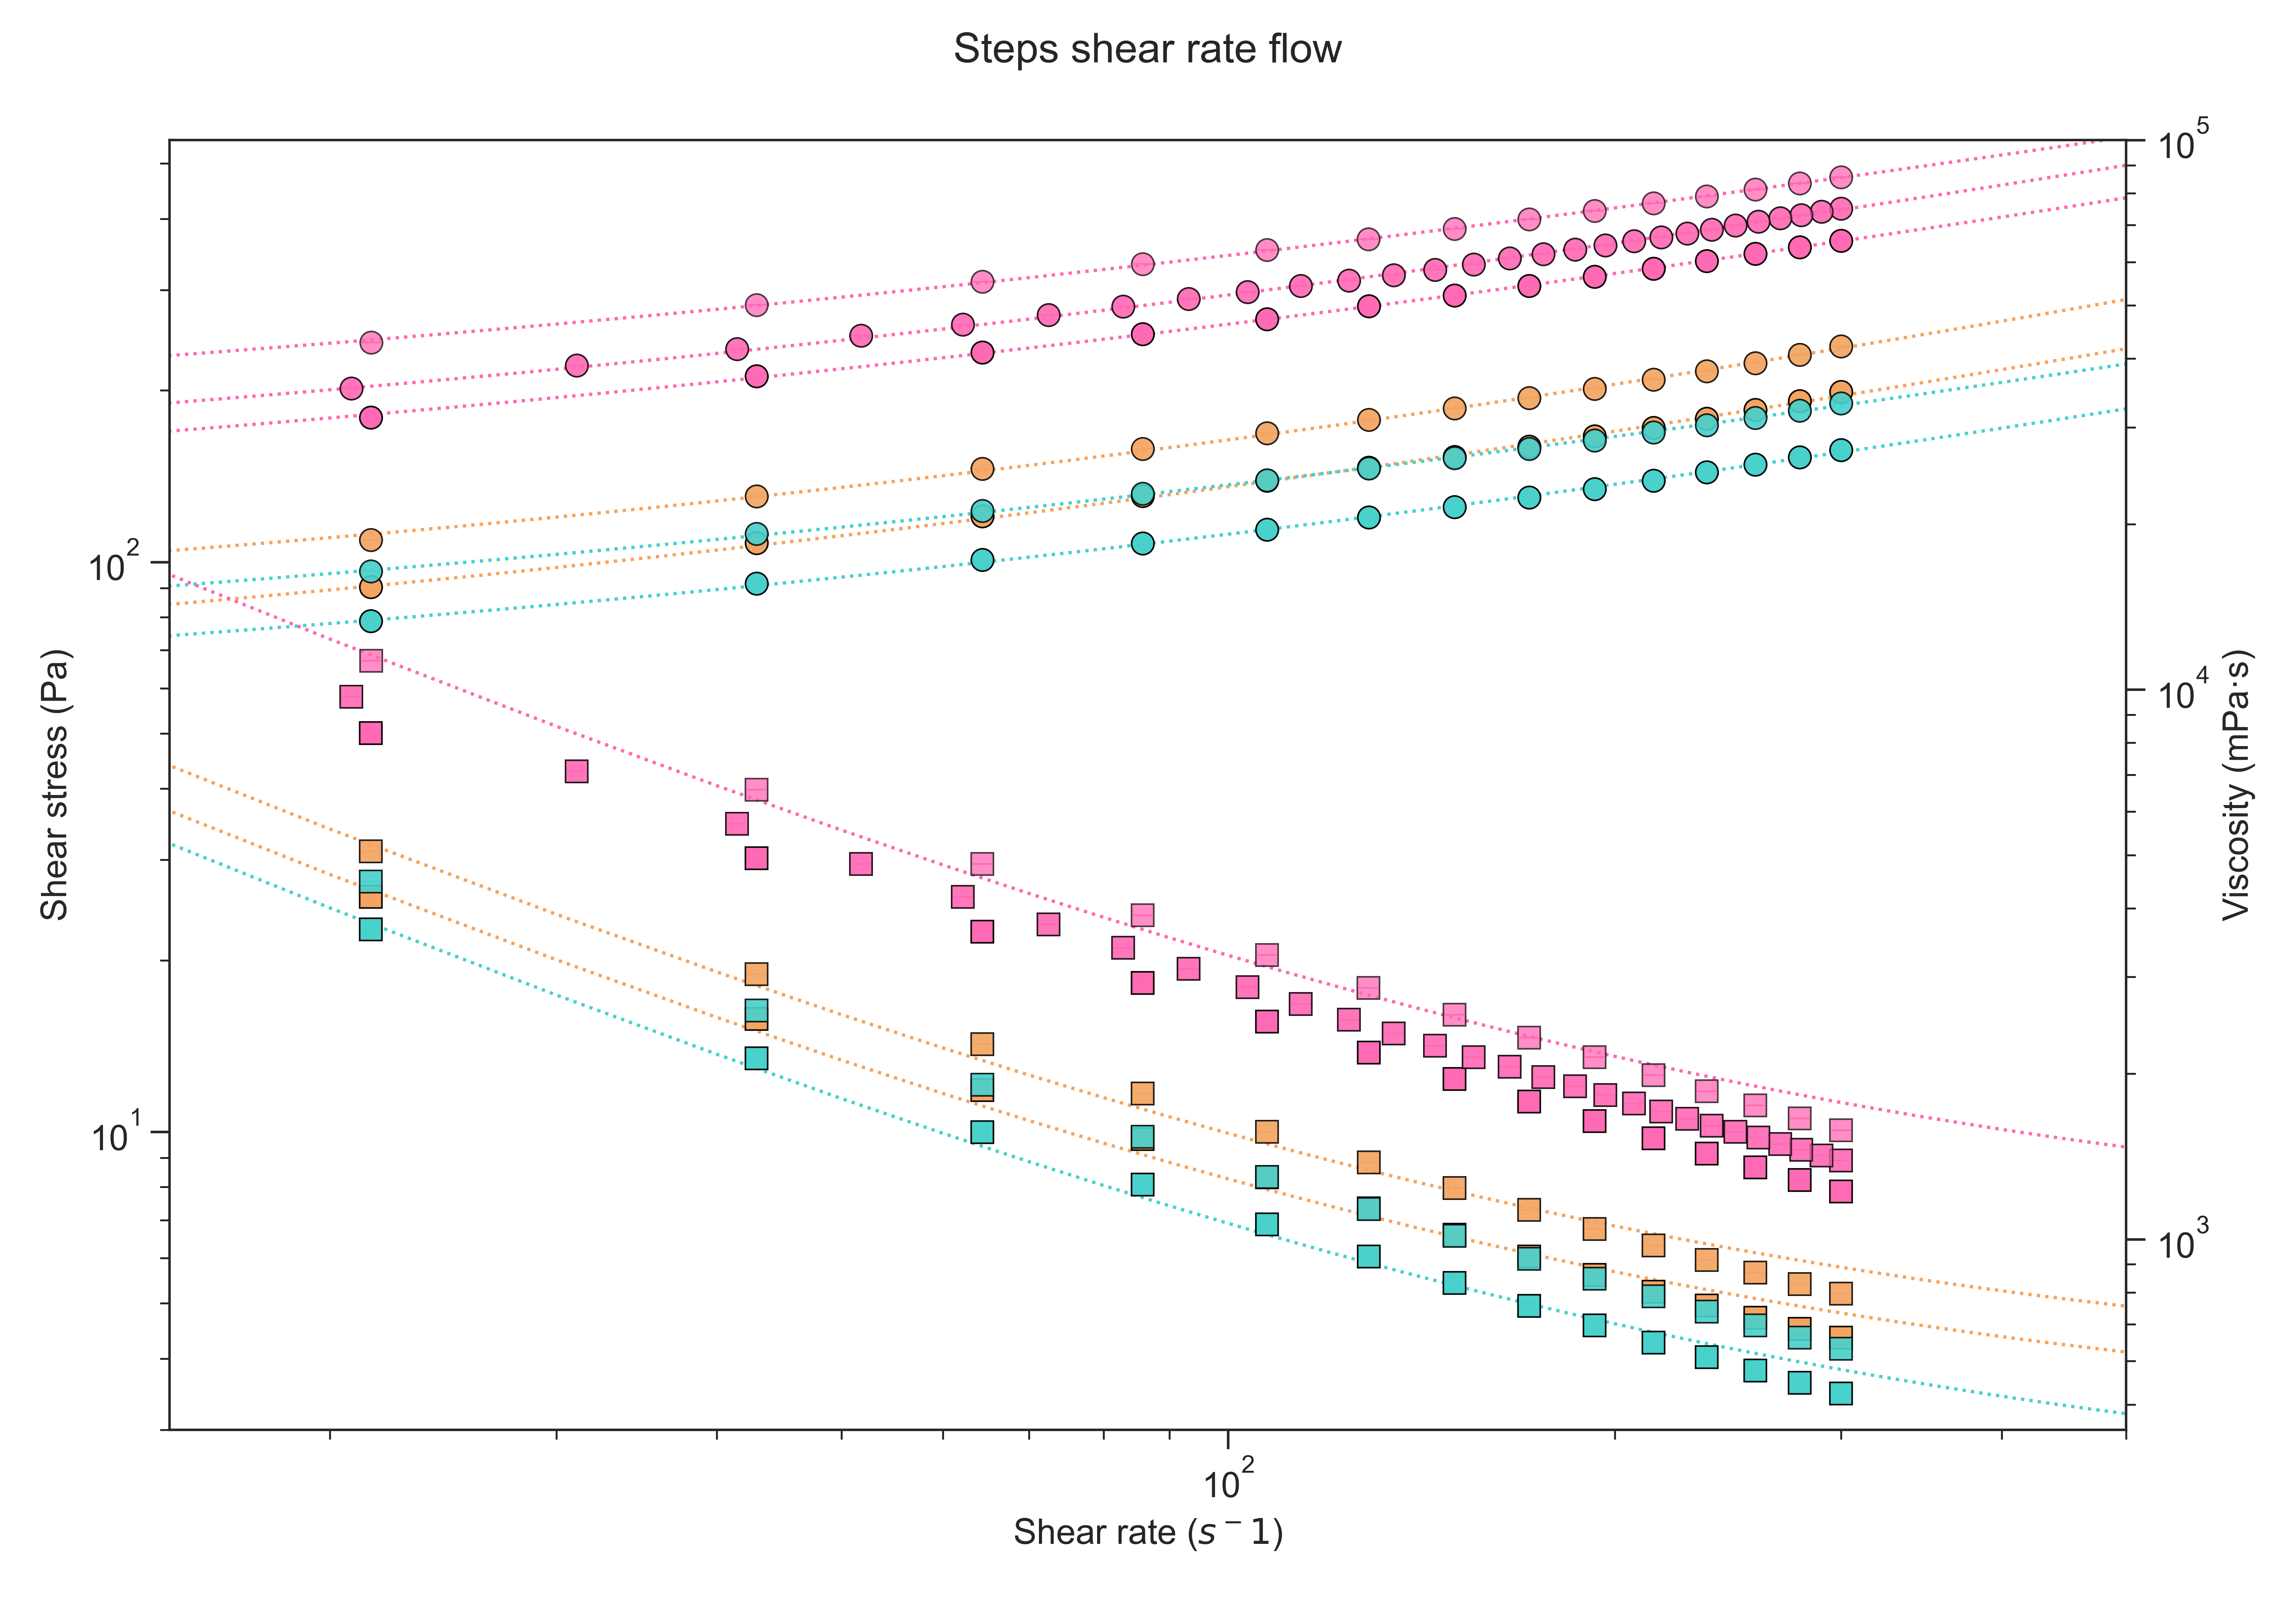 Steps shear rate flow
10^5
10^2
Shear stress (Pa)
10^4
Viscosity (mPa·s)
10^1
10^3
10^2
Shear rate (s⁻1)